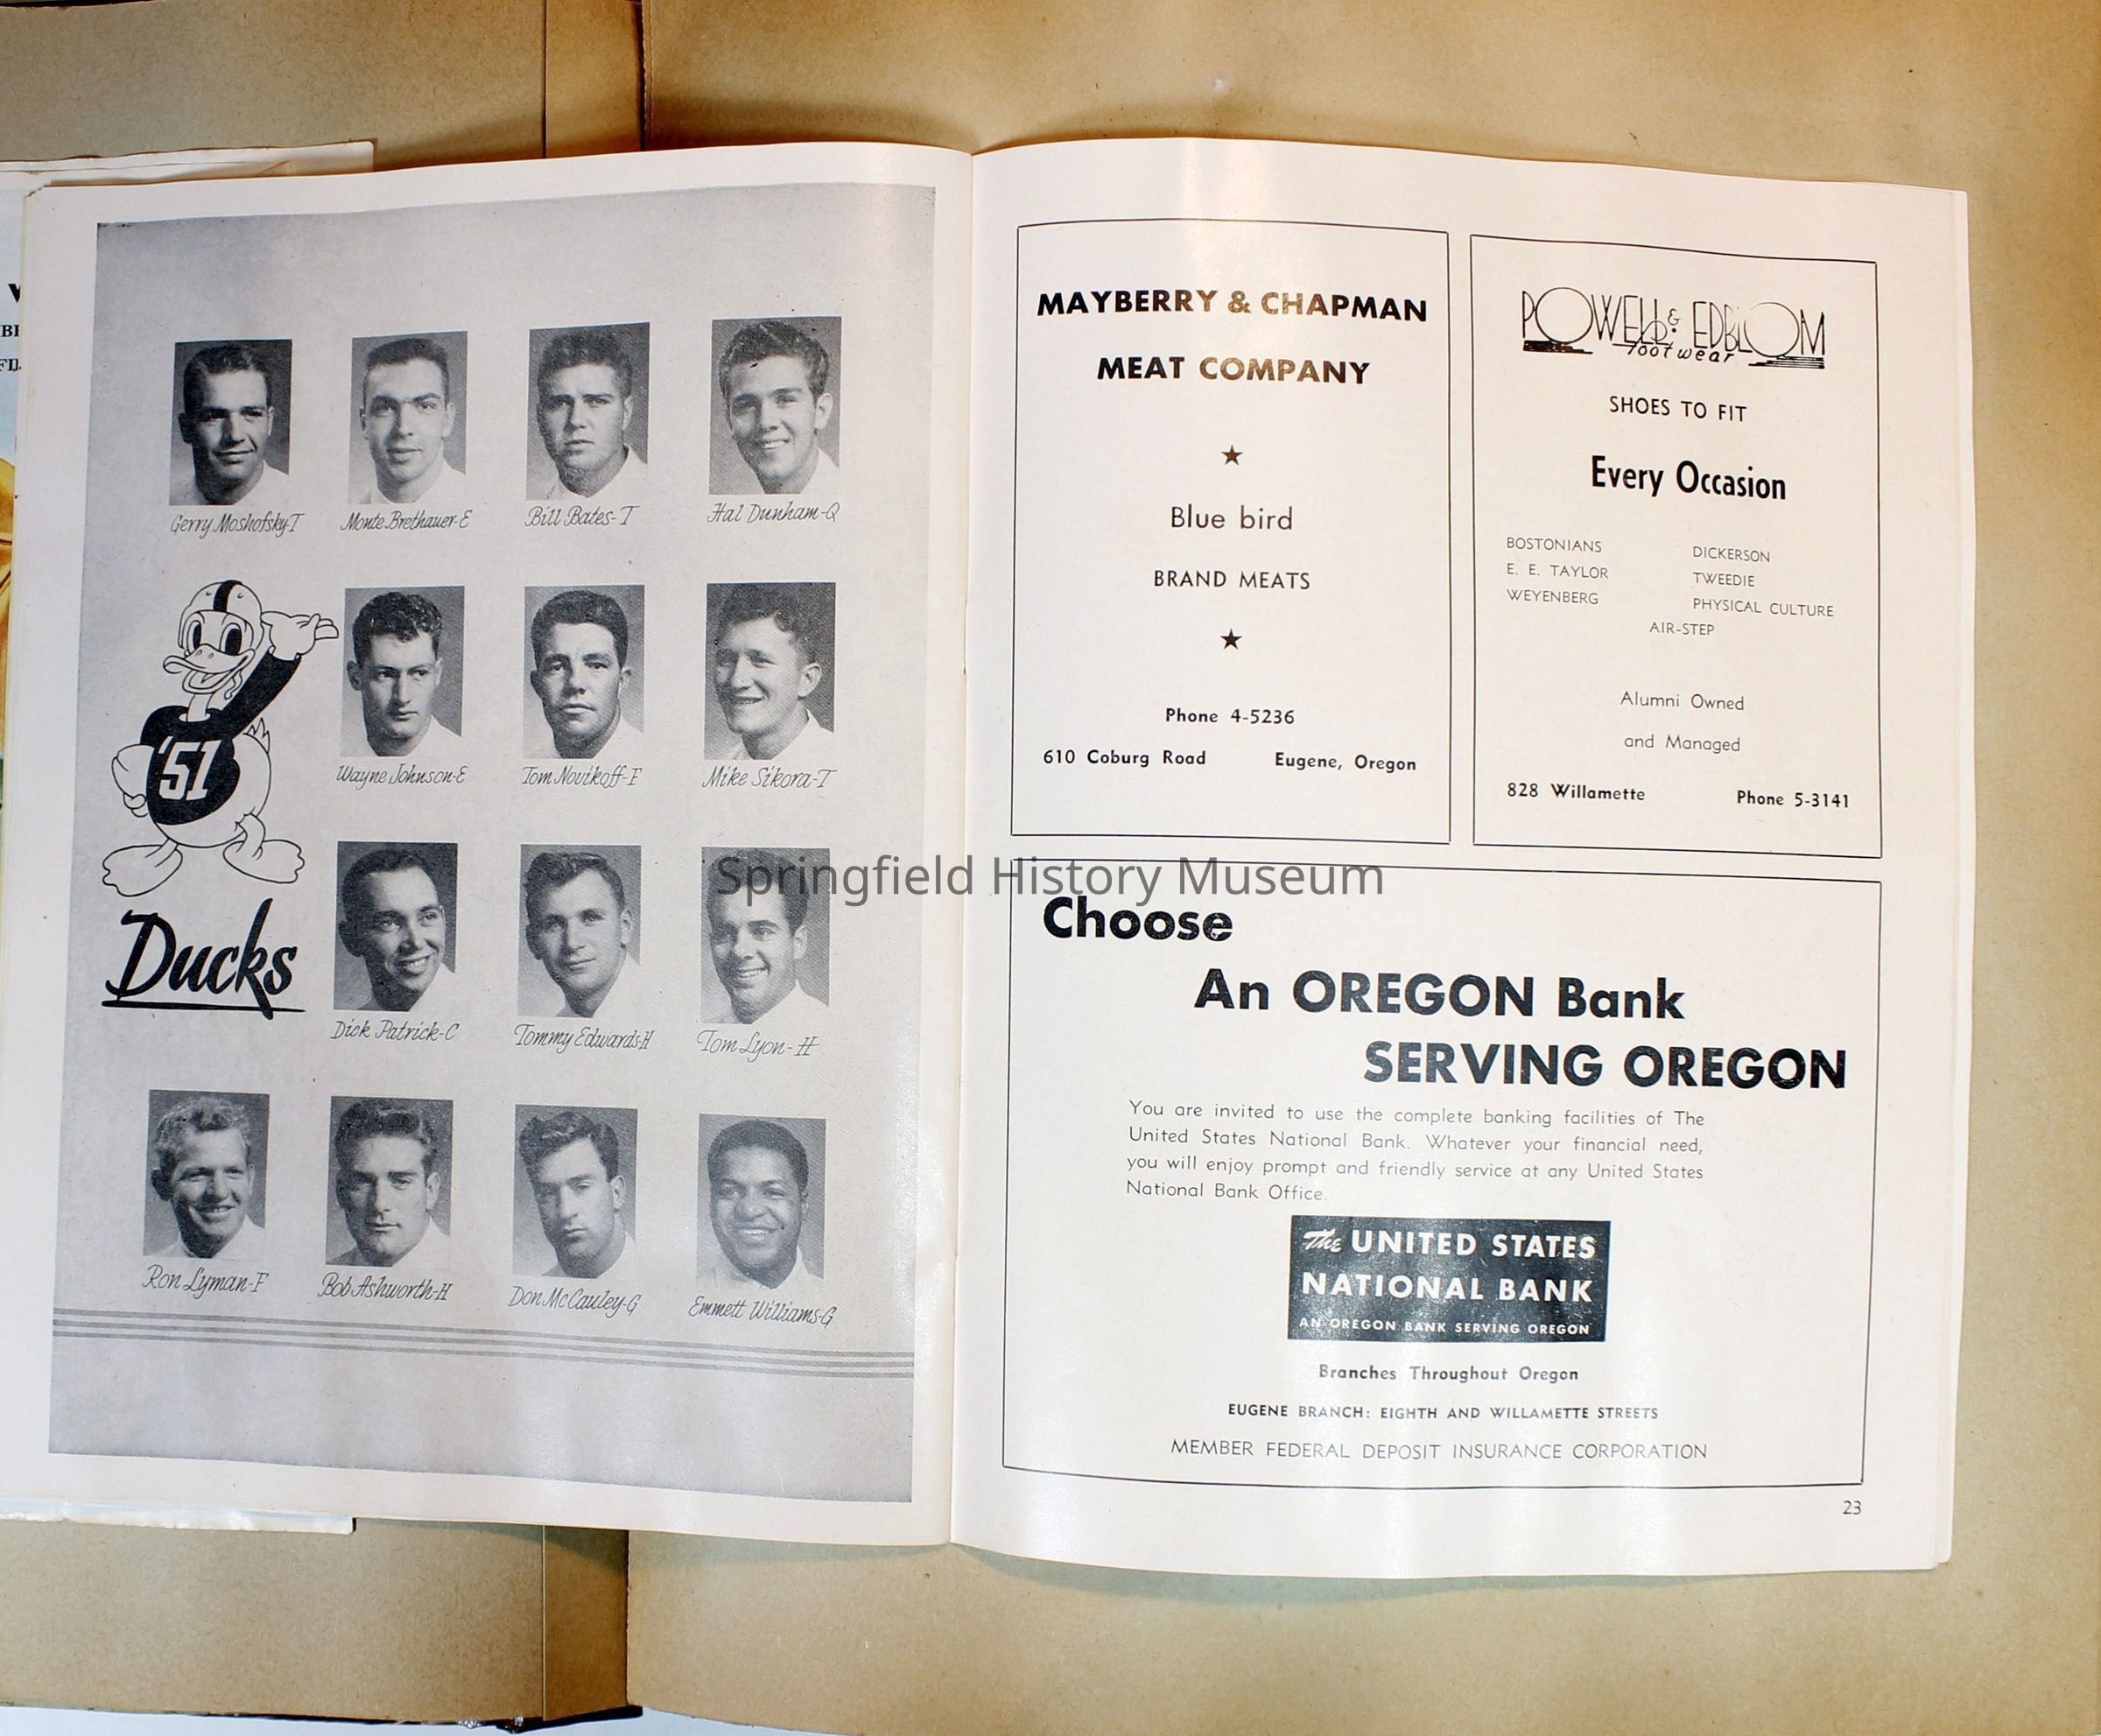 Gerry Moshofsky-T
Monte Brethauer-E
Bill Bates-T
Hal Dunham-Q
'51
Wayne Johnson-E
Tom Novikoff-F
Mike Sikora-T
Ducks
Dick Patrick-C
Tommy Edwards-H
Tom Lyon-H
Ron Lyman-F
Bob Ashworth-H
Don McCauley-G
Emmett Williams-G
MAYBERRY & CHAPMAN
MEAT COMPANY
Blue bird
BRAND MEATS
Phone 4-5236
610 Coburg Road Eugene, Oregon
POWELL & EDBLOM
footwear
SHOES TO FIT
Every Occasion
BOSTONIANS DICKERSON
E. E. TAYLOR TWEEDIE
WEYENBERG PHYSICAL CULTURE
AIR-STEP
Alumni Owned
and Managed
828 Willamette Phone 5-3141
Springfield History Museum
Choose
An OREGON Bank
SERVING OREGON
You are invited to use the complete banking facilities of The
United States National Bank. Whatever your financial need,
you will enjoy prompt and friendly service at any United States
National Bank Office.
The UNITED STATES
NATIONAL BANK
AN OREGON BANK SERVING OREGON
Branches Throughout Oregon
EUGENE BRANCH: EIGHTH AND WILLAMETTE STREETS
MEMBER FEDERAL DEPOSIT INSURANCE CORPORATION
23